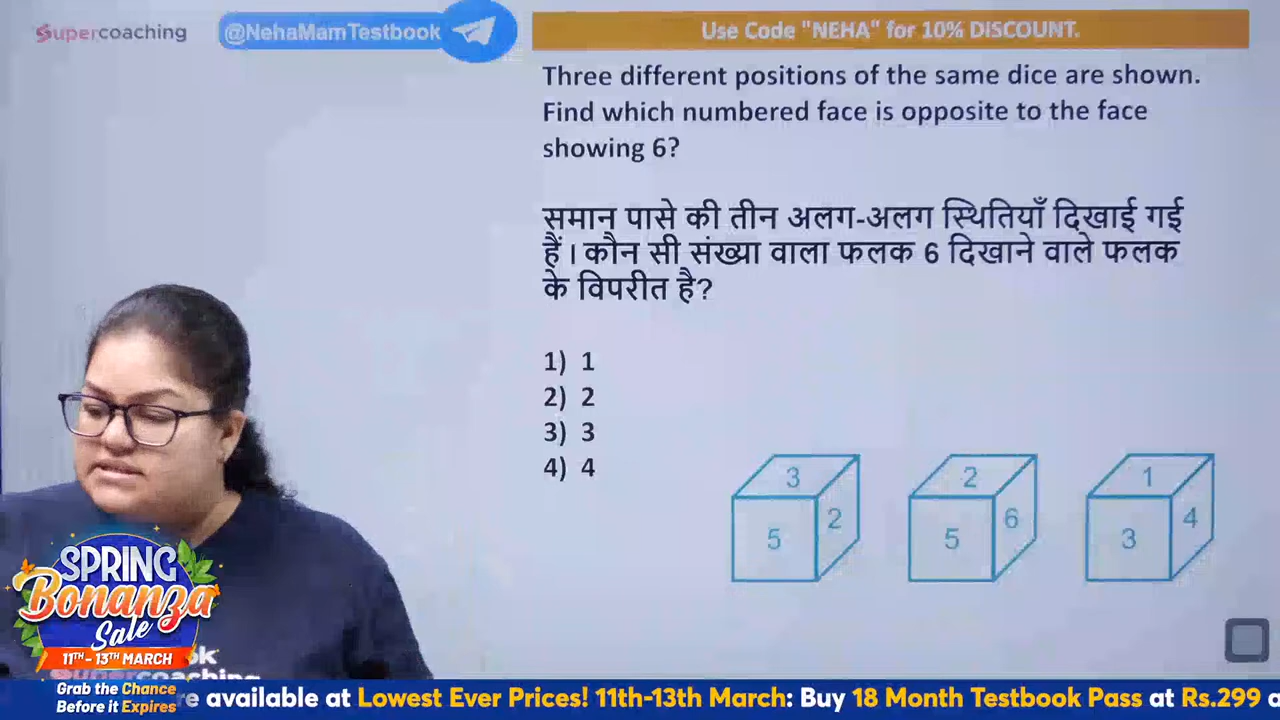 Supercoaching
@NehaMamTestbook
Use Code "NEHA" for 10% DISCOUNT.
Three different positions of the same dice are shown.
Find which numbered face is opposite to the face
showing 6?
समान पासे की तीन अलग-अलग स्थितियाँ दिखाई गई
हैं। कौन सी संख्या वाला फलक 6 दिखाने वाले फलक
के विपरीत है?
1) 1
2) 2
3) 3
4) 4
3
5
2
2
5
6
1
3
4
SPRING
Bonanza
Sale
11TH - 13TH MARCH
Supercoaching
Grab the Chance
Before it Expires
available at Lowest Ever Prices! 11th-13th March: Buy 18 Month Testbook Pass at Rs.299